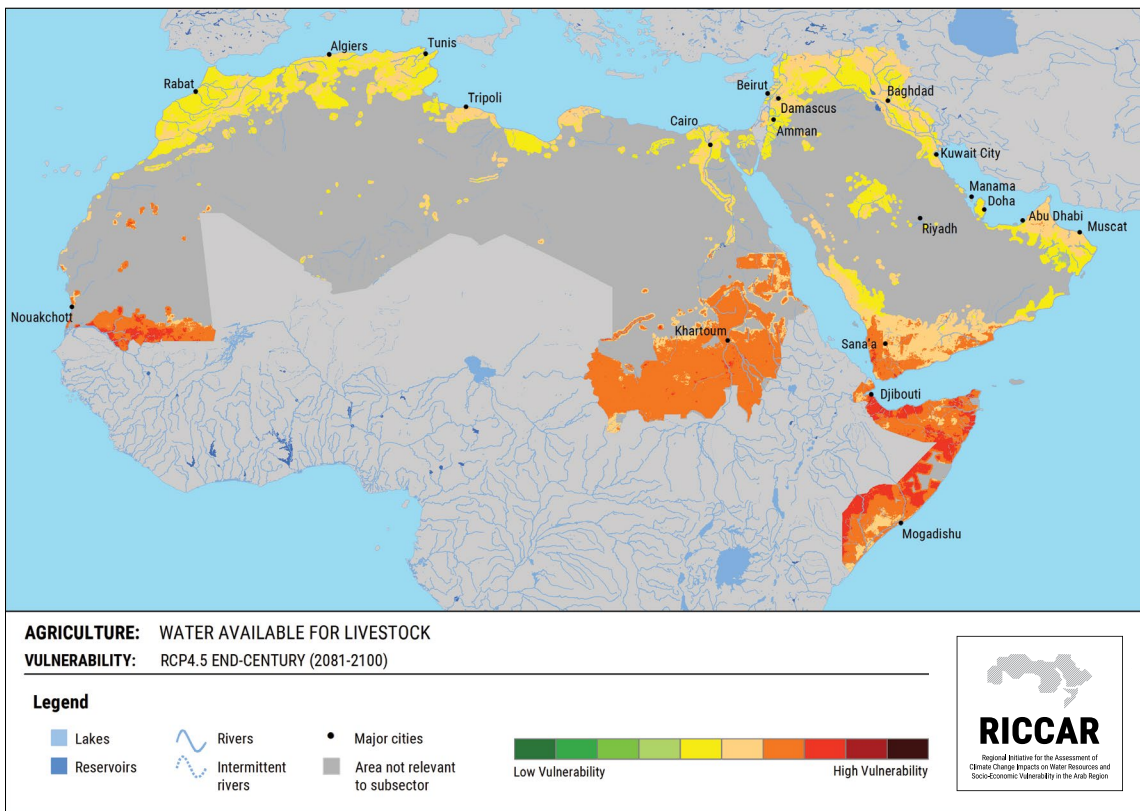 Algiers
Tunis
Rabat
Tripoli
Beirut
Baghdad
Damascus
Cairo
Amman
Kuwait City
Manama
Doha
Abu Dhabi
Riyadh
Muscat
Nouakchott
Khartoum
Sana'a
Djibouti
Mogadishu
AGRICULTURE: WATER AVAILABLE FOR LIVESTOCK
VULNERABILITY: RCP4.5 END-CENTURY (2081-2100)
Legend
Lakes
Rivers
Major cities
Reservoirs
Intermittent
rivers
Area not relevant
to subsector
Low Vulnerability
High Vulnerability
RICCAR
Regional Initiative for the Assessment of
Climate Change Impacts on Water Resources and
Socio-Economic Vulnerability in the Arab Region